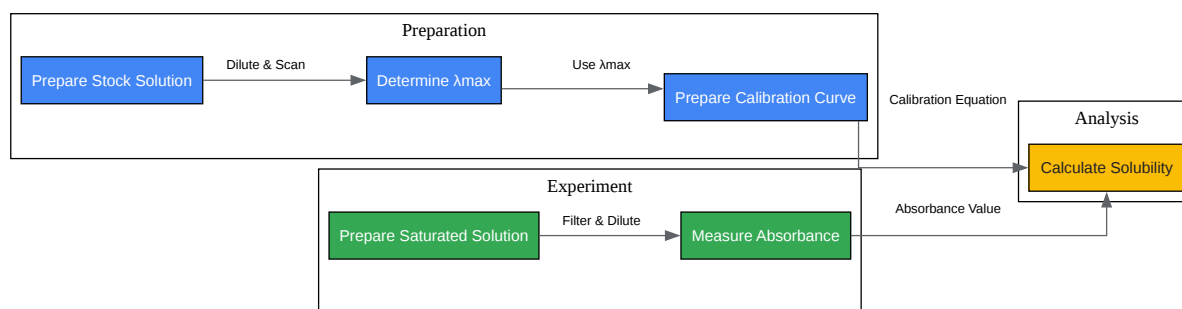 Preparation
Prepare Stock Solution
Dilute & Scan
Determine λmax
Use λmax
Prepare Calibration Curve
Calibration Equation
Analysis
Calculate Solubility
Experiment
Prepare Saturated Solution
Filter & Dilute
Measure Absorbance
Absorbance Value